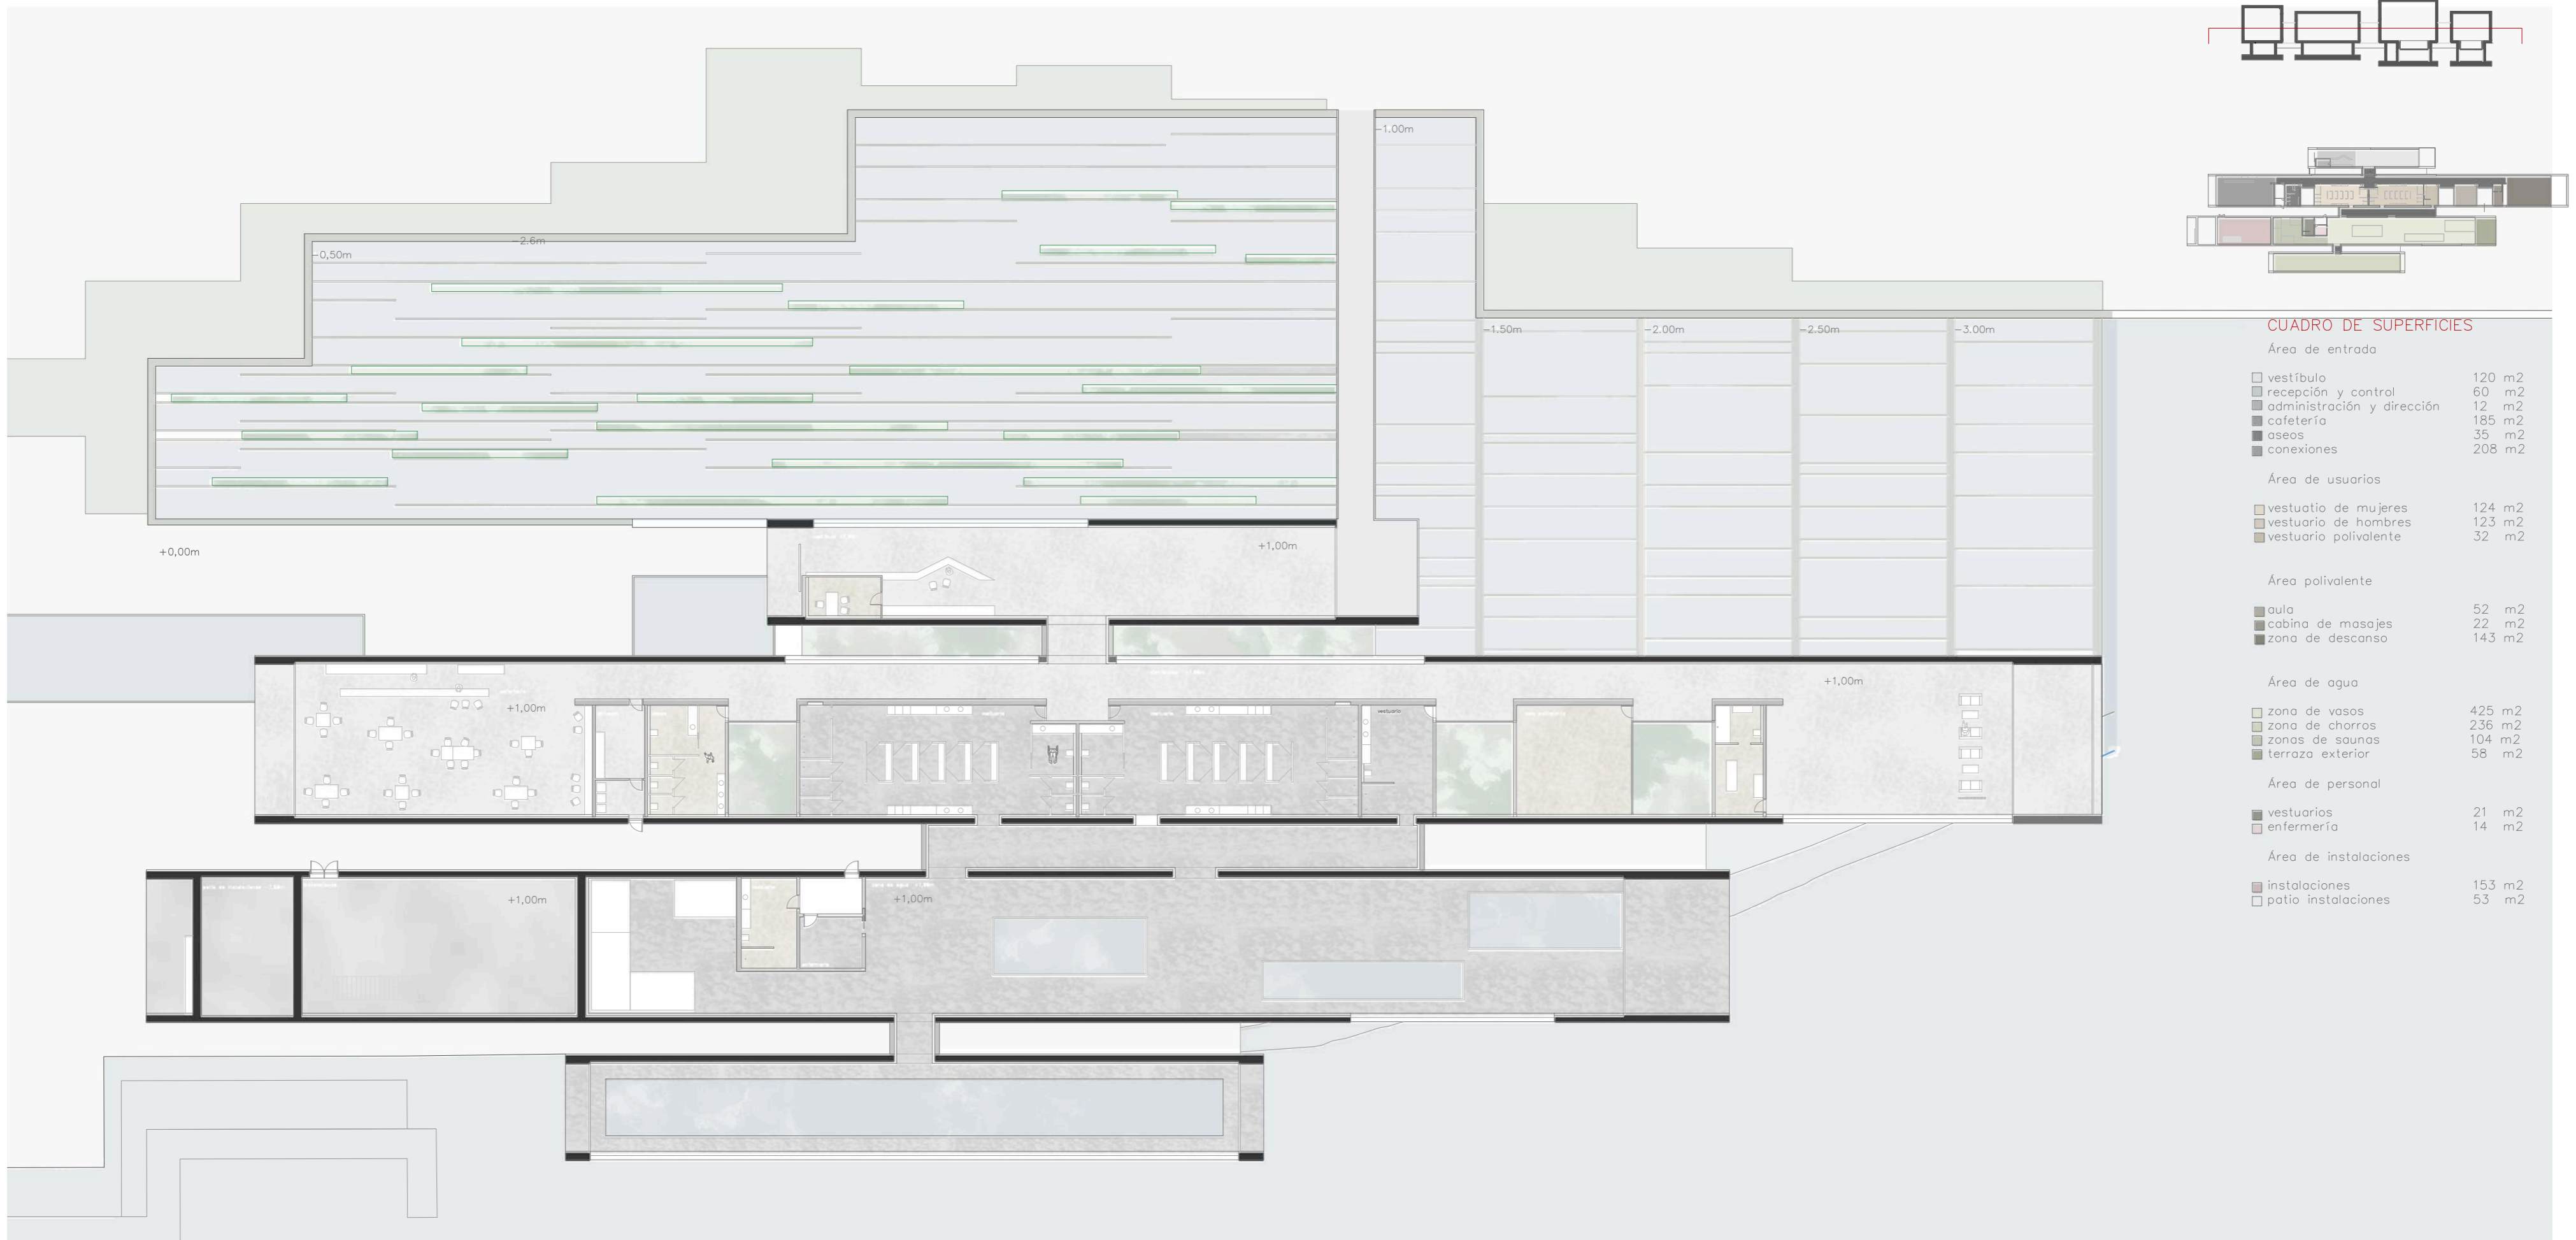 -1.00m
-2.6m
-0,50m
-1.50m
-2.00m
-2.50m
-3.00m
+0,00m
+1,00m
+1,00m
+1,00m
vestuario
+1,00m
+1,00m
CUADRO DE SUPERFICIES
Área de entrada
vestíbulo 120 m2
recepción y control 60 m2
administración y dirección 12 m2
cafetería 185 m2
aseos 35 m2
conexiones 208 m2
Área de usuarios
vestuatio de mujeres 124 m2
vestuario de hombres 123 m2
vestuario polivalente 32 m2
Área polivalente
aula 52 m2
cabina de masajes 22 m2
zona de descanso 143 m2
Área de agua
zona de vasos 425 m2
zona de chorros 236 m2
zonas de saunas 104 m2
terraza exterior 58 m2
Área de personal
vestuarios 21 m2
enfermería 14 m2
Área de instalaciones
instalaciones 153 m2
patio instalaciones 53 m2